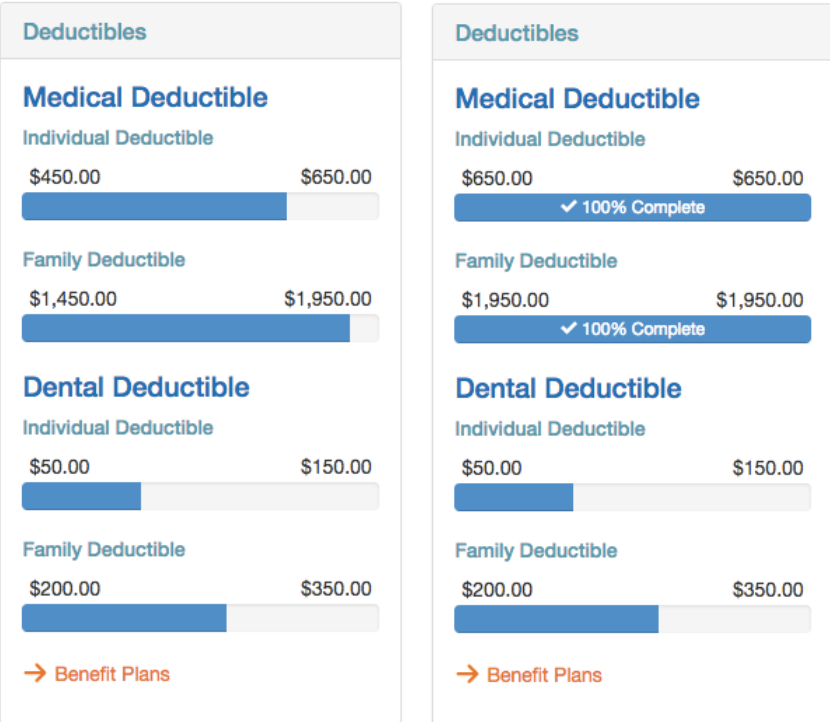 Deductibles
Medical Deductible
Individual Deductible
$450.00 $650.00
Family Deductible
$1,450.00 $1,950.00
Dental Deductible
Individual Deductible
$50.00 $150.00
Family Deductible
$200.00 $350.00
→ Benefit Plans
Deductibles
Medical Deductible
Individual Deductible
$650.00 $650.00
✓ 100% Complete
Family Deductible
$1,950.00 $1,950.00
✓ 100% Complete
Dental Deductible
Individual Deductible
$50.00 $150.00
Family Deductible
$200.00 $350.00
→ Benefit Plans